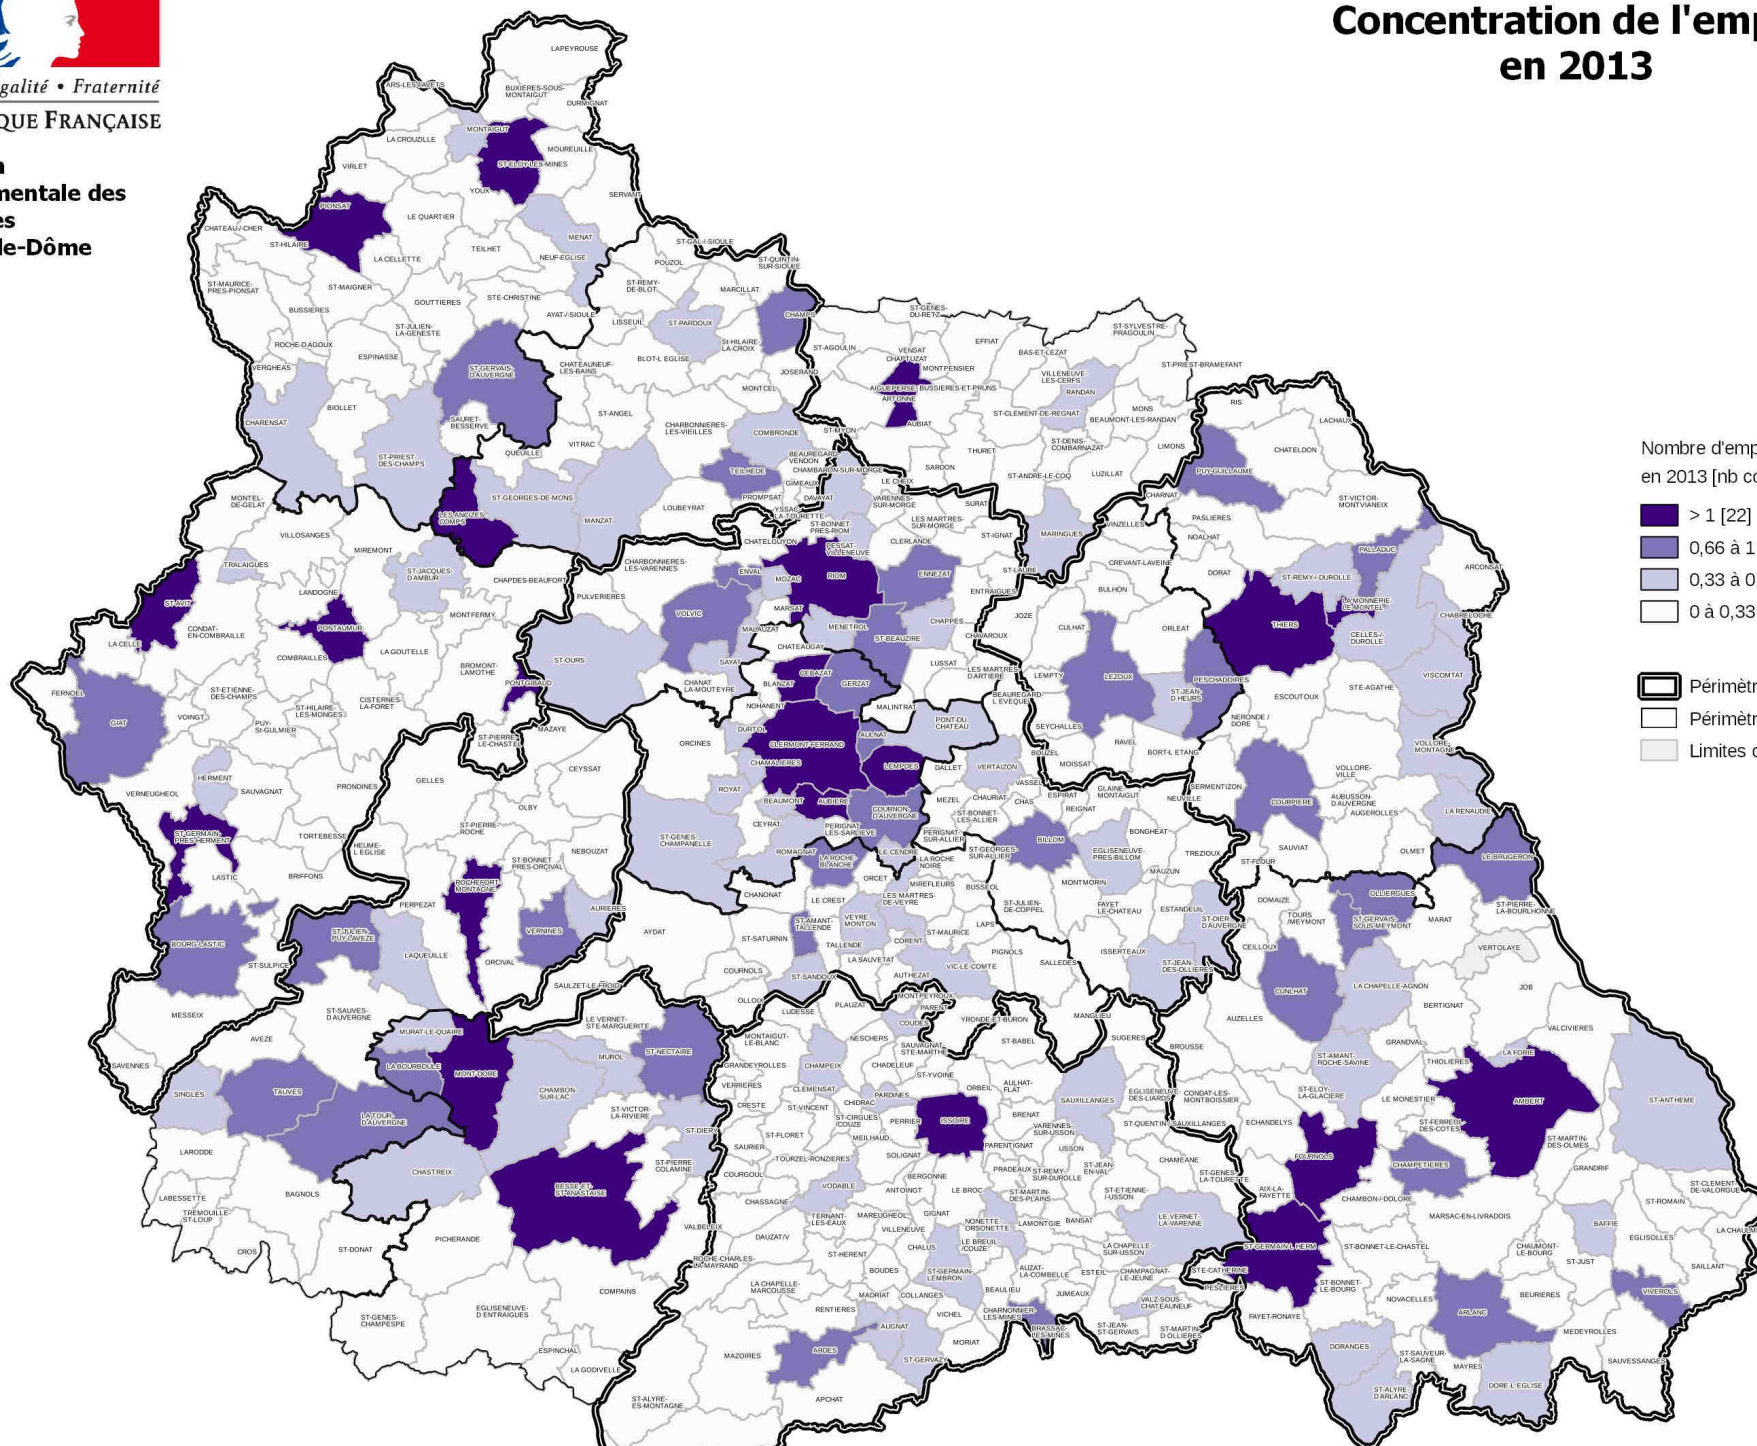 Concentration de l'emp
en 2013
galité • Fraternité
QUE FRANÇAISE
mentale des
es
le-Dôme
Nombre d'emp
en 2013 [nb co
> 1 [22]
0,66 à 1
0,33 à 0
0 à 0,33
Périmètr
Périmètr
Limites c
LAPEYROUSE
ARS-LES-FAVETS
BUXIERES-SOUS-
MONTAIGUT
DURMIGNAT
MONTAIGUT
LA CROUZILLE
MOUREUILLE
ST-ELOY-LES-MINES
VIRLET
YOUX
SERVANT
PIONSAT
LE QUARTIER
CHATEAU-/-CHER
ST-HILAIRE
MENAT
NEUF-EGLISE
TEILHET
LA CELLETTE
ST-GAL-/-SIOULE
POUZOL
ST-QUINTIN-
SUR-SIOULE
ST-MAURICE-
PRES-PIONSAT
ST-MAIGNER
BUSSIERES
GOUTTIERES
STE-CHRISTINE
ST-REMY-
DE-BLOT
MARCILLAT
AYAT-/-SIOULE
LISSEUIL
ST-PARDOUX
CHAMPS
ST-JULIEN-
LA-GENESTE
ST-HILAIRE-
LA-CROIX
ROCHE-D'AGOUX
ESPINASSE
BLOT-L EGLISE
VERGHEAS
ST-GERVAIS-
D'AUVERGNE
CHATEAUNEUF-
LES-BAINS
JOSERAND
MONTCEL
BIOLLET
CHARENSAT
SAURET-
BESSERVE
ST-ANGEL
CHARBONNIERES-
LES-VIEILLES
COMBRONDE
ST-MYON
VITRAC
QUEUILLE
ST-PRIEST-
DES-CHAMPS
BEAUREGARD-
VENDON
TEILHEDE
CHAMBARON-SUR-MORGE
GIMEAUX
PROMPSAT
DAVAYAT
ST-GENES-
DU-RETZ
ST-SYLVESTRE-
PRAGOULIN
ST-AGOULIN
VENSAT
CHAPTUZAT
EFFIAT
BAS-ET-LEZAT
ST-PRIEST-BRAMEFANT
MONTPENSIER
AIGUEPERSE
BUSSIERES-ET-PRUNS
VILLENEUVE-
LES-CERFS
RANDAN
ARTONNE
AUBIAT
ST-CLEMENT-DE-REGNAT
MONS
BEAUMONT-LES-RANDAN
THURET
ST-DENIS-
COMBARNAZAT
LIMONS
SARDON
ST-ANDRE-LE-COQ
LUZILLAT
RIS
LACHAUX
CHATELDON
PUY-GUILLAUME
CHARNAT
ST-VICTOR-
MONTVIANEIX
PASLIERES
NOALHAT
VINZELLES
MARINGUES
PALLADUC
ARCONSAT
MONTEL-
DE-GELAT
LES ANCIZES-
COMPS
ST GEORGES-DE-MONS
MANZAT
LOUBEYRAT
YSSAC-
LA-TOURETTE
ST-BONNET-
PRES-RIOM
LE CHEIX
VARENNES-
SUR-MORGE
SURAT
LES MARTRES-
SUR-MORGE
ST-IGNAT
CLERLANDE
CHATELGUYON
PESSAT-
VILLENEUVE
VILLOSANGES
MIREMONT
TRALAIGUES
ST-JACQUES-
D'AMBUR
CHAPDES-BEAUFORT
CHARBONNIERES-
LES-VARENNES
PULVERIERES
ENVAL
MOZAC
RIOM
ENNEZAT
ST-LAURE
ENTRAIGUES
LANDOGNE
ST-AVIT
MONTFERMY
PONTAUMUR
VOLVIC
MARSAT
MENETROL
CHAPPES
CHAVAROUX
ST-BEAUZIRE
MALAUZAT
CHATEAUGAY
LUSSAT
CONDAT-
EN-COMBRAILLE
LA CELLE
COMBRAILLES
LA GOUTELLE
ST-OURS
SAYAT
CHANAT
LA-MOUTEYRE
BLANZAT
CEBAZAT
GERZAT
LES MARTRES
D'ARTIERE
BROMONT-
LAMOTHE
PONTGIBAUD
NOHANENT
MALINTRAT
FERNOEL
GIAT
VOINGT
ST-ETIENNE-
DES-CHAMPS
PUY-
St-GULMIER
ST-HILAIRE-
LES-MONGES
CISTERNES-
LA-FORET
MAZAYE
ST-PIERRE-
LE-CHASTEL
ORCINES
DURTOL
CLERMONT-FERRAND
AULNAT
PONT-DU
CHATEAU
CHAMALIERES
LEMPDES
DALLET
VERTAIZON
CREVANT-LAVEINE
DORAT
ST-REMY-/-DUROLLE
BULHON
LA MONNERIE-
LE-MONTEL
CHABRELOCHE
THIERS
CELLES-/-
DUROLLE
JOZE
CULHAT
ORLEAT
LEMPTY
LEZOUX
PESCHADOIRES
ST-JEAN-
D HEURS
ESCOUTOUX
STE-AGATHE
VISCOMTAT
BEAUREGARD-
L EVEQUE
SEYCHALLES
NERONDE /
DORE
RAVEL
BORT-L ETANG
VOLLORE-
MONTAGNE
MOISSAT
BOUZEL
VASSEL
VOLLORE-
VILLE
HERMENT
VERNEUGHEOL
SAUVAGNAT
PRONDINES
GELLES
CEYSSAT
OLBY
ROYAT
BEAUMONT
AUBIERE
COURNON-
D'AUVERGNE
MEZEL
CHAURIAT
CHAS
ESPIRAT
REIGNAT
GLAINE-
MONTAIGUT
NEUVILLE
SERMENTIZON
COURPIERE
AUBUSSON-
D'AUVERGNE
AUGEROLLES
LA RENAUDIE
ST-GERMAIN-
PRES-HERMENT
TORTEBESSE
ST-PIERRE-
ROCHE
HEUME-
L EGLISE
NEBOUZAT
ST-GENES-
CHAMPANELLE
CEYRAT
PERIGNAT
LES-SARLIEVE
ROMAGNAT
LE CENDRE
PERIGNAT-
SUR-ALLIER
ST-BONNET-
LES-ALLIER
BILLOM
BONGHEAT
EGLISENEUVE-
PRES-BILLOM
TREZIOUX
ST-FLOUR
SAUVIAT
OLMET
LE BRUGERON
LASTIC
BRIFFONS
ST-BONNET
PRES-ORCIVAL
ROCHEFORT
MONTAGNE
LA ROCHE
BLANCHE
LA ROCHE
NOIRE
ST-GEORGES-
SUR-ALLIER
MAUZUN
ORCET
CHANONAT
MIREFLEURS
BUSSEOL
MONTMORIN
LE CREST
LES MARTRES-
DE-VEYRE
DOMAIZE
OLLIERGUES
PERPEZAT
AURIERES
ST-JULIEN
PUY-LAVEZE
BOURG-LASTIC
VERNINES
AYDAT
ST-SATURNIN
ST-AMANT-
TALLENDE
VEYRE
MONTON
TALLENDE
CORENT
ST-MAURICE
LAPS
ST-JULIEN-
DE-COPPEL
FAYET
LE-CHATEAU
ESTANDEUIL
ST-DIER
D'AUVERGNE
TOURS
/MEYMONT
ST-GERVAIS-
SOUS-MEYMONT
MARAT
ST-PIERRE-
LA-BOURLHONNE
VERTOLAYE
CEILLOUX
LAQUEUILLE
ORCIVAL
ST-SULPICE
LA SAUVETAT
PIGNOLS
SALLEDES
ISSERTEAUX
ST-JEAN-
DES-OLLIERES
COURNOLS
ST-SANDOUX
AUTHEZAT
VIC-LE-COMTE
MESSEIX
SAULZET-LE-FROID
OLLOIX
LUDESSE
PLAUZAT
MONTPEYROUX
PARENT
YRONDE-ET-BURON
MANGLIEU
SUGERES
CUNLHAT
LA CHAPELLE-AGNON
BERTIGNAT
JOB
AUZELLES
VALCIVIERES
ST-SAUVES-
D'AUVERGNE
LE VERNET-
STE-MARGUERITE
AVEZE
MURAT-LE-QUAIRE
MUROL
ST-NECTAIRE
MONTAIGUT-
LE-BLANC
NESCHERS
COUDES
ST-BABEL
SAUVAGNAT-
STE-MARTHE
BROUSSE
GRANDVAL
SAVENNES
LA BOURBOULE
MONT-DORE
GRANDEYROLLES
CHAMPEIX
CHADELEUF
ST-YVOINE
THIOLIERES
LA FORIE
ST-AMANT-
ROCHE-SAVINE
SINGLES
TAUVES
CHAMBON-
SUR-LAC
VERRIERES
CLEMENSAT
PARDINES
ORBEIL
AULHAT-
FLAT
SAUXILLANGES
EGLISENEUVE-
DES-LIARDS
CONDAT-LES-
MONTBOISSIER
ST-ELOY-
LA-GLACIERE
LE MONESTIER
AMBERT
ST-ANTHEME
LA TOUR
D'AUVERGNE
ST-VICTOR-
LA-RIVIERE
CRESTE
ST-VINCENT
CHIDRAC
ST-CIRGUES
/COUZE
PERRIER
ISSOIRE
BRENAT
VARENNES-
SUR-USSON
ST-QUENTIN-/-SAUXILLANGES
ECHANDELYS
ST-FERREOL
DES-COTES
ST-DIERY
SAURIER
ST-FLORET
MEILHAUD
PARENTIGNAT
USSON
ST-MARTIN-
DES-OLMES
LARODDE
TOURZEL-RONZIERES
SOLIGNAT
FOURNOLS
CHAMPETIERES
GRANDRIF
CHASTREIX
ST-PIERRE-
COLAMINE
COURGOUL
BERGONNE
PRADEAUX
ST-REMY-
SUR-DUROLLE
ST-JEAN-
EN-VAL
CHAMEANE
ST-GENES-
LA-TOURETTE
LABESSETTE
BAGNOLS
BESSE-ET-
ST-ANASTAISE
VODABLE
ANTOINGT
LE BROC
ST-MARTIN-
DES-PLAINS
ST-ETIENNE-
/-USSON
AIX-LA-
FAYETTE
CHAMBON-/-DOLORE
ST-CLEMENT-
DE-VALORGUE
ST-ROMAIN
CHASSAGNE
TREMOUILLE-
ST-LOUP
TERNANT-
LES-EAUX
MAREUGHEOL
GIGNAT
NONETTE
ORSONETTE
LAMONTGIE
BANSAT
LE VERNET-
LA-VARENNE
MARSAC-EN-LIVRADOIS
BAFFIE
VALBELEIX
DAUZAT/V
VILLENEUVE
EGLISOLLES
LA CHAULME
CROS
ST-DONAT
PICHERANDE
CHALUS
LE BREUIL
/COUZE
LA CHAPELLE-
SUR-USSON
ST-GERMAIN-L HERM
ST-BONNET-LE-CHASTEL
CHAUMONT-
LE-BOURG
ST-JUST
SAILLANT
ROCHE-CHARLES-
LA-MAYRAND
ST-HERENT
BOUDES
ST-GERMAIN-
LEMBRON
AUZAT-
LA-COMBELLE
ESTEIL
CHAMPAGNAT-
LE-JEUNE
STE-CATHERINE
PESLIERES
ST-BONNET-
LE-BOURG
LA CHAPELLE-
MARCOUSSE
COMPAINS
MADRIAT
COLLANGES
BEAULIEU
JUMEAUX
VALZ-SOUS-
CHATEAUNEUF
NOVACELLES
BEURIERES
VIVEROLS
ST-GENES-
CHAMPESPE
EGLISENEUVE-
D ENTRAIGUES
RENTIERES
VICHEL
CHARNONNIER-
LES-MINES
FAYET-RONAYE
ARLANC
AUGNAT
BRASSAC-
LES-MINES
ST-JEAN-
ST-GERVAIS
ST-MARTIN-
D OLLIERES
MEDEYROLLES
ESPINCHAL
MAZOIRES
ARDES
MORIAT
ST-GERVAZY
DORANGES
ST-SAUVEUR-
LA-SAGNE
MAYRES
SAUVESSANGES
LA GODIVELLE
ST-ALYRE-
ES-MONTAGNE
APCHAT
ST-ALYRE-
D'ARLANC
DORE-L EGLISE